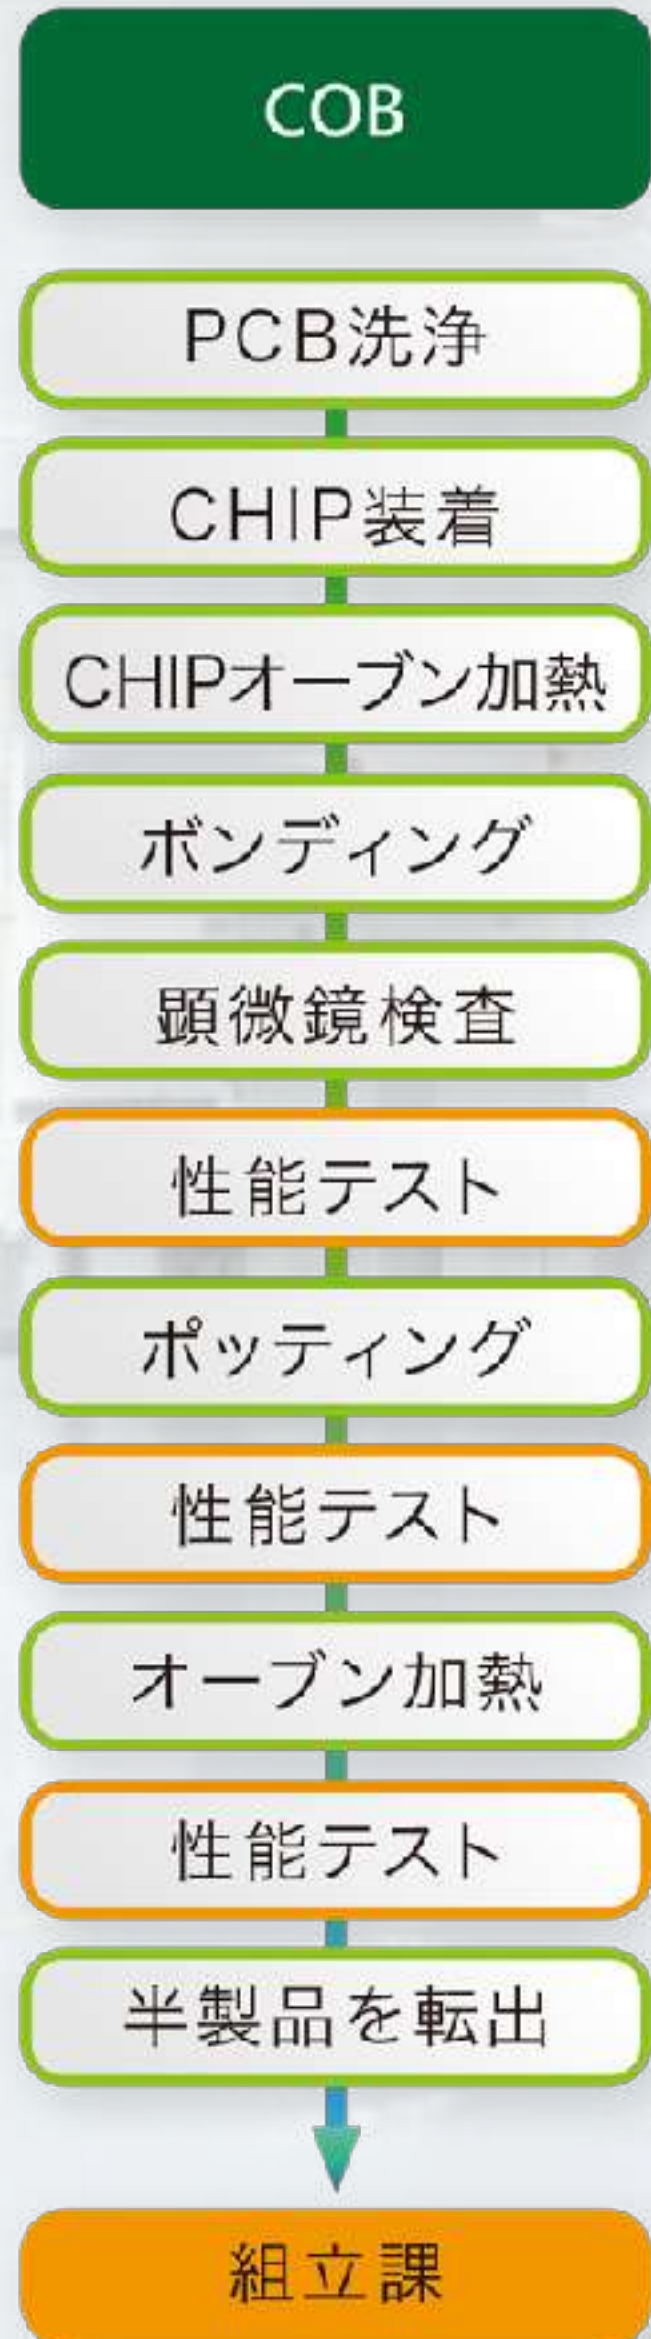 COB
PCB洗浄
CHIP装着
CHIPオーブン加熱
ボンディング
顕微鏡検査
性能テスト
ポッティング
性能テスト
オーブン加熱
性能テスト
半製品を転出
組立課